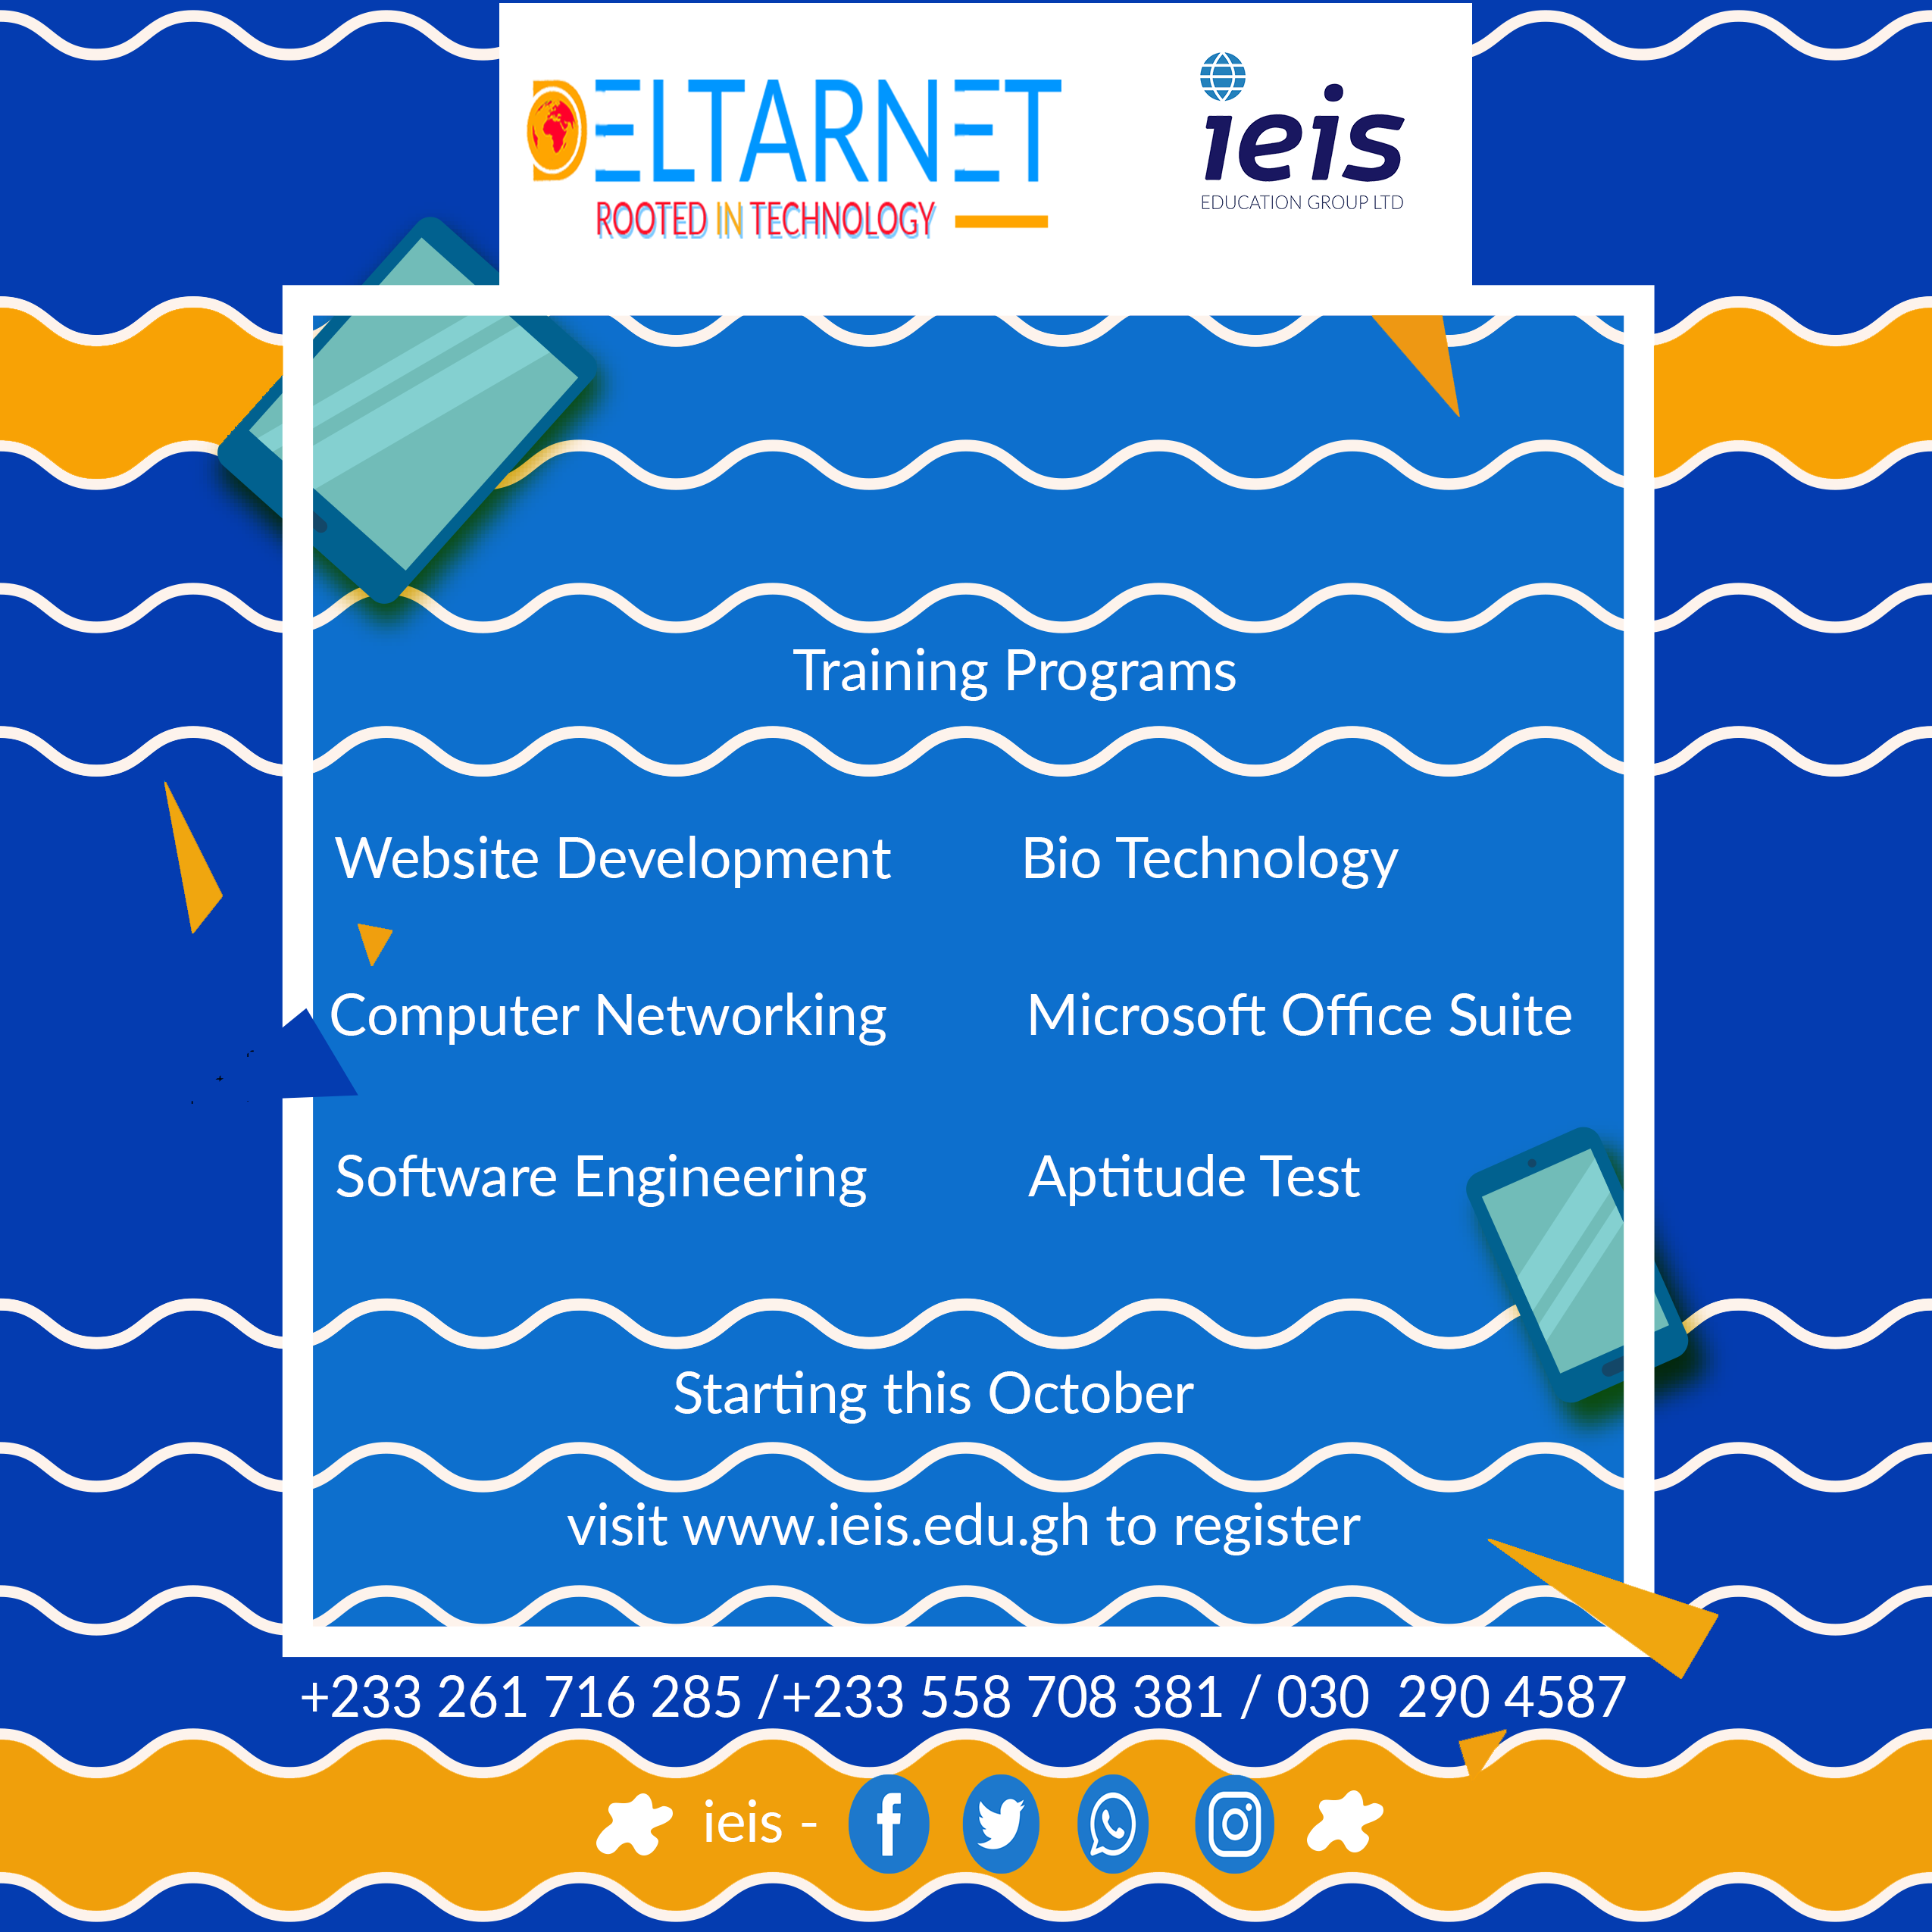 DELTARNET
ROOTED IN TECHNOLOGY
ieis
EDUCATION GROUP LTD
Training Programs
Website Development
Bio Technology
Computer Networking
Microsoft Office Suite
Software Engineering
Aptitude Test
Starting this October
visit www.ieis.edu.gh to register
+233 261 716 285 /+233 558 708 381 / 030 290 4587
ieis -